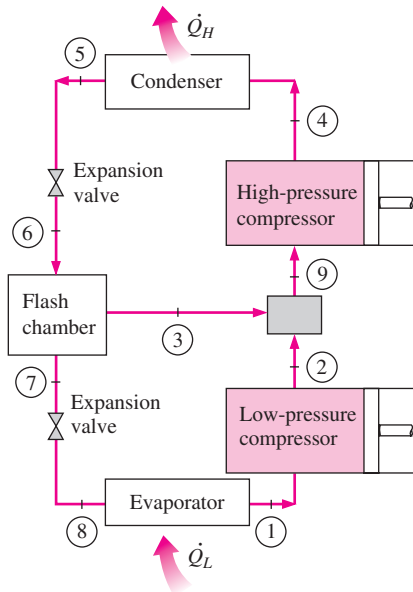 Q̇H
5
Condenser
4
Expansion
valve
High-pressure
compressor
6
9
Flash
chamber
3
7
2
Expansion
valve
Low-pressure
compressor
Evaporator
8
1
Q̇L